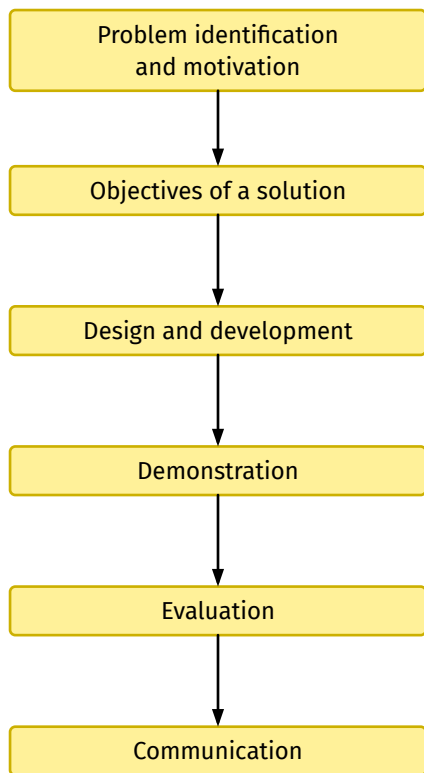 Problem identification
and motivation
Objectives of a solution
Design and development
Demonstration
Evaluation
Communication